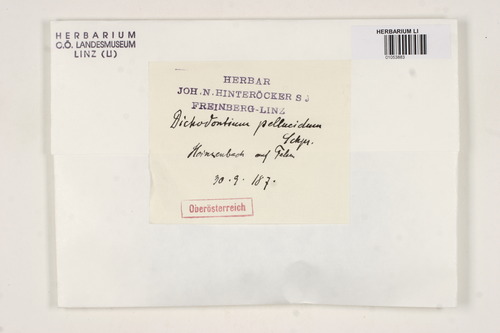 HERBARIUM
O.Ö. LANDESMUSEUM
LINZ (LI)
HERBARIUM LI
HERBAR
JOH. N. HINTERÖCKER S J
FREINBERG-LINZ
Dichodontium pellucidum
Schpr.
auf Felsen
30. 9. 187.
Oberösterreich